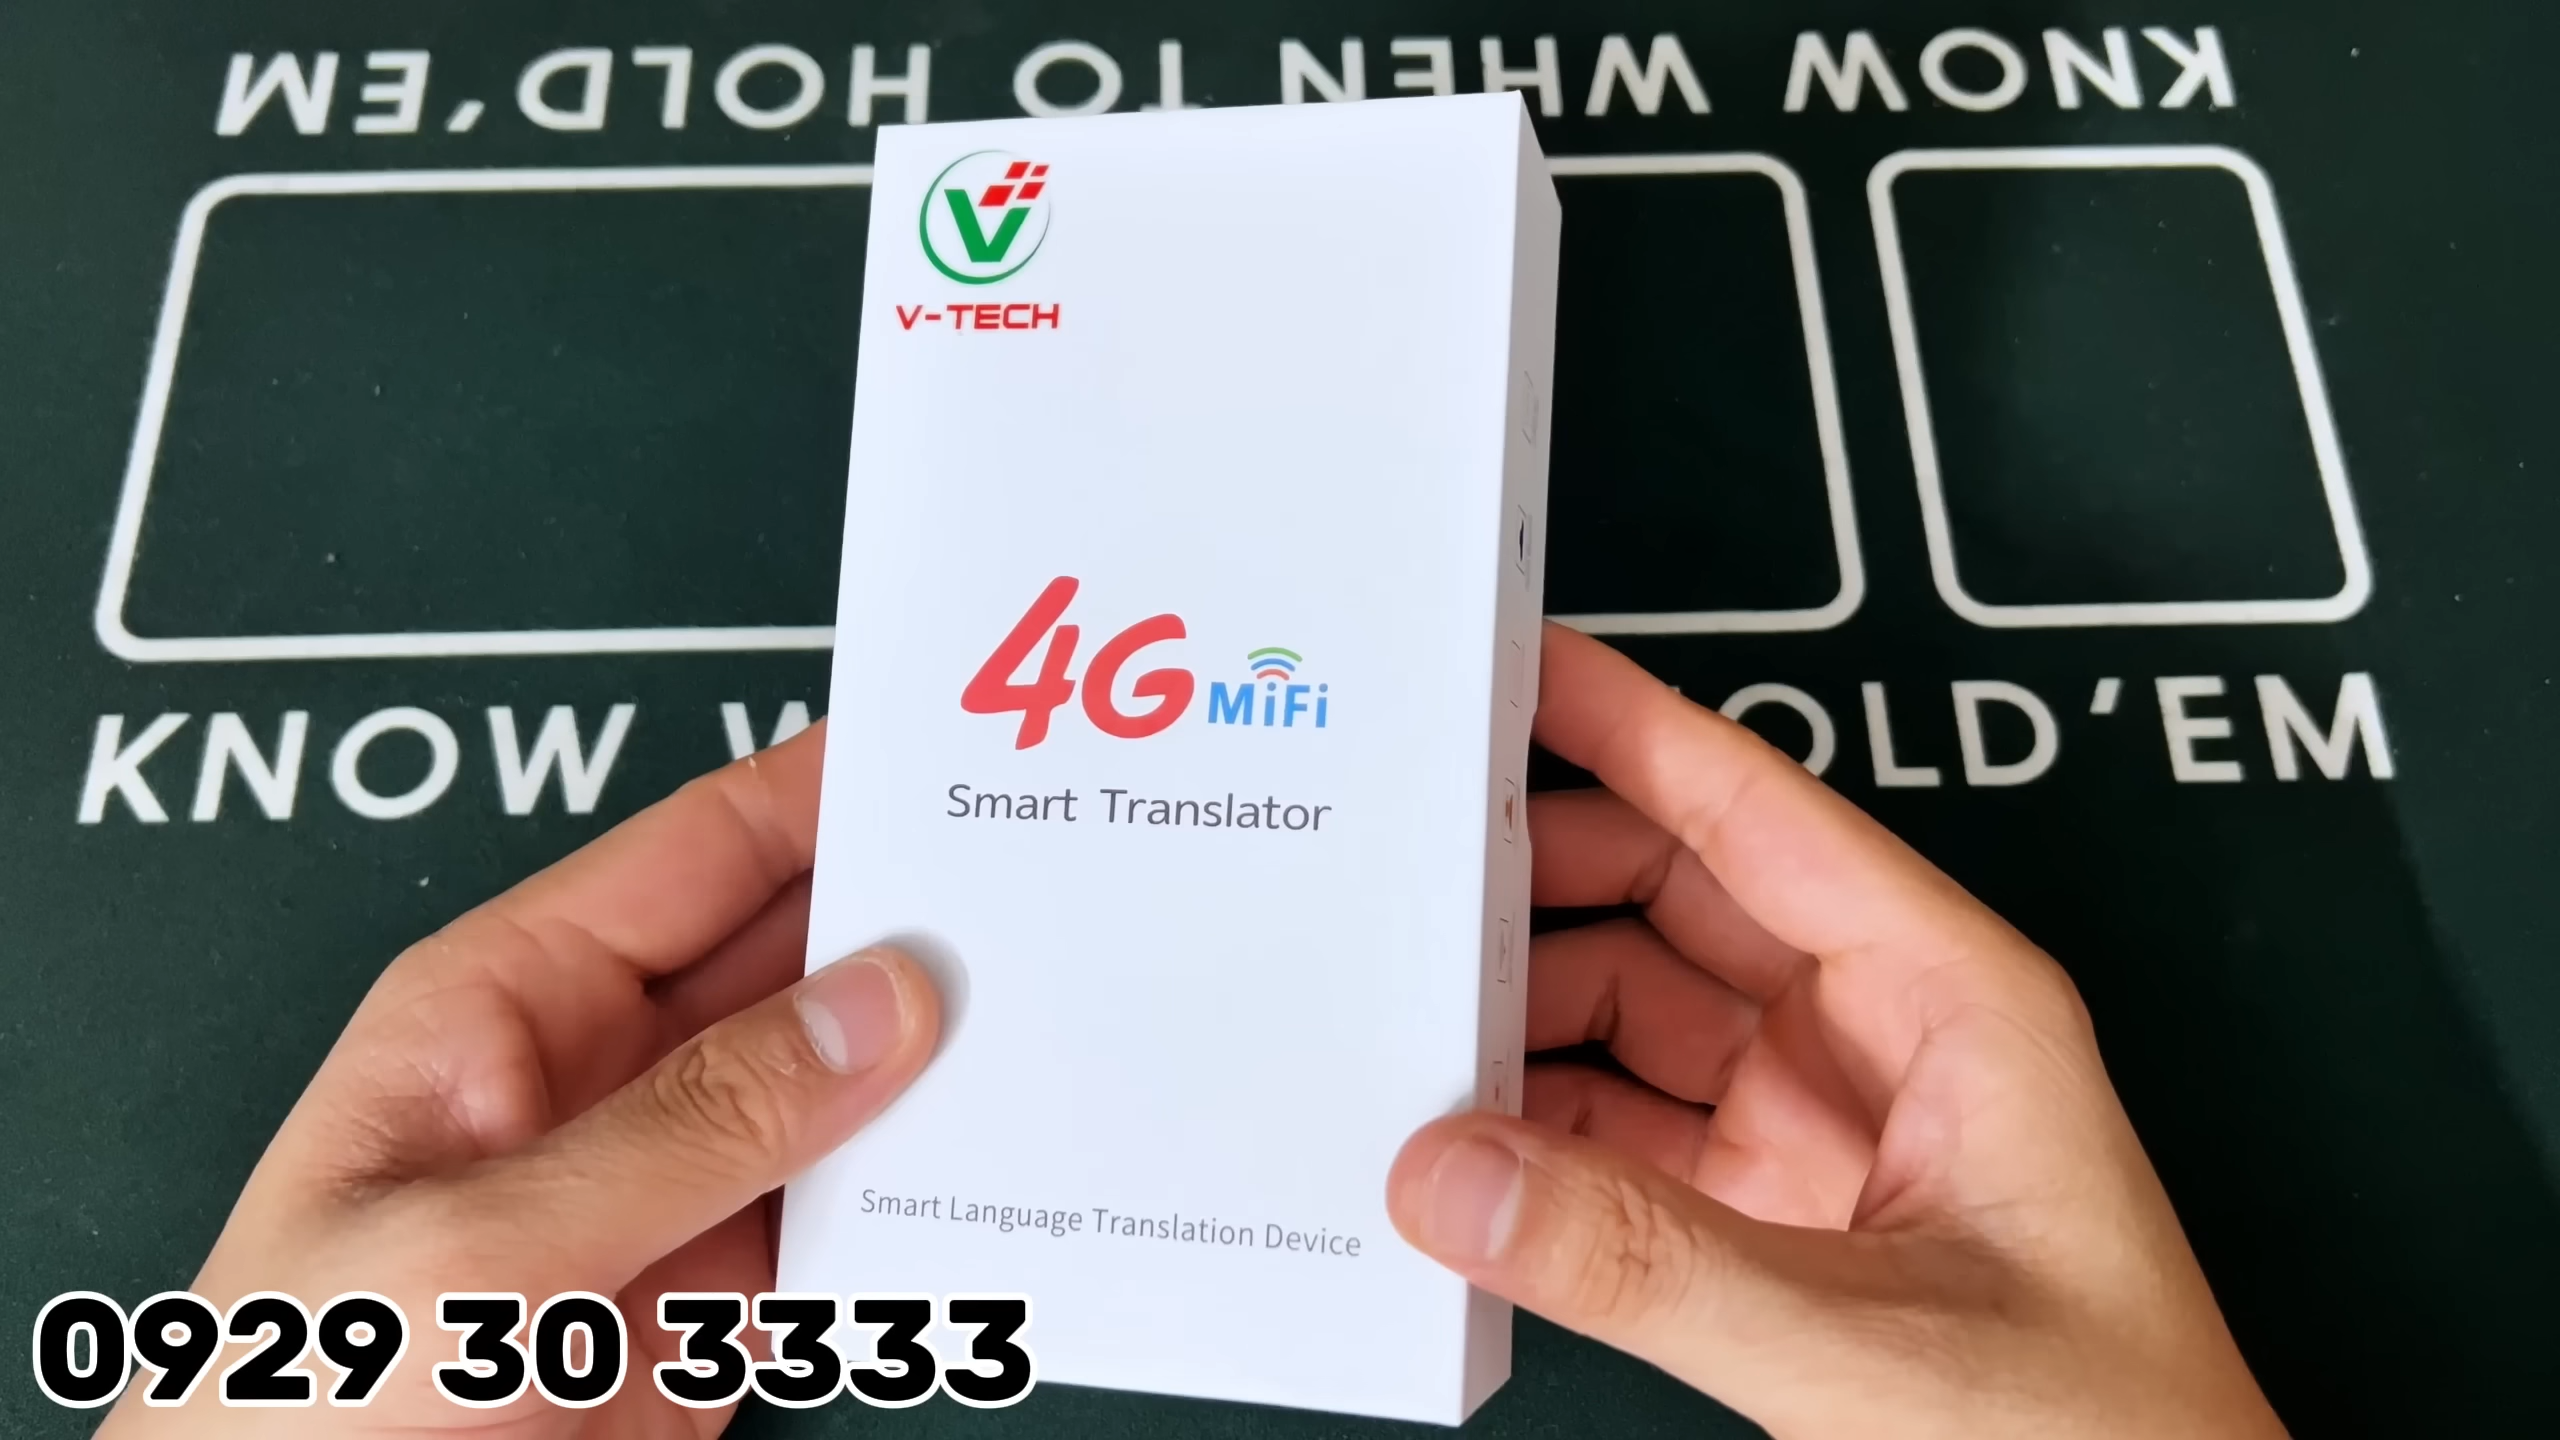 KNOW WHEN TO HOLD'EM
V
V-TECH
4G MiFi
Smart Translator
KNOW W
OLD'EM
Smart Language Translation Device
0929 30 3333